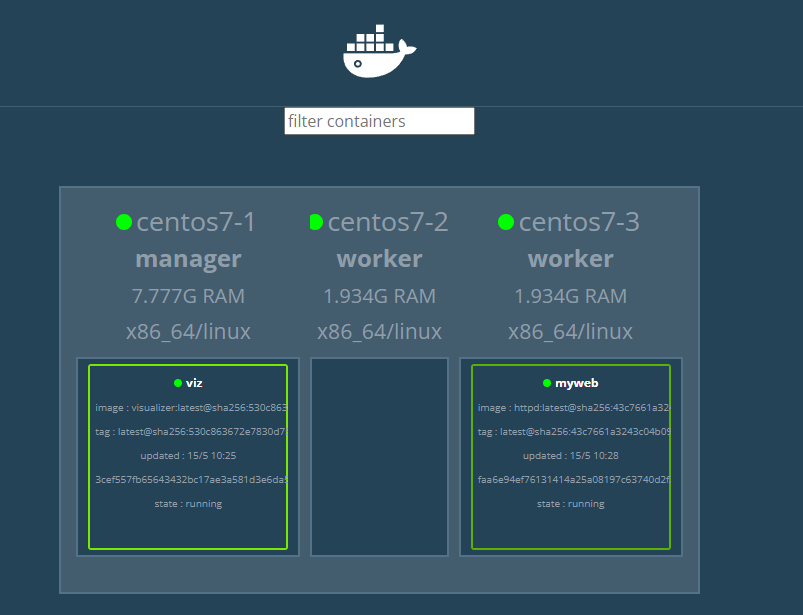 filter containers
centos7-1
manager
7.777G RAM
x86_64/linux
centos7-2
worker
1.934G RAM
x86_64/linux
centos7-3
worker
1.934G RAM
x86_64/linux
viz
image : visualizer:latest@sha256:530c863
tag : latest@sha256:530c863672e7830d7
updated : 15/5 10:25
3cef557fb65643432bc17ae3a581d3e6da5
state : running
myweb
image : httpd:latest@sha256:43c7661a32
tag : latest@sha256:43c7661a3243c04b09
updated : 15/5 10:28
faa6e94ef76131414a25a08197c63740d2f
state : running